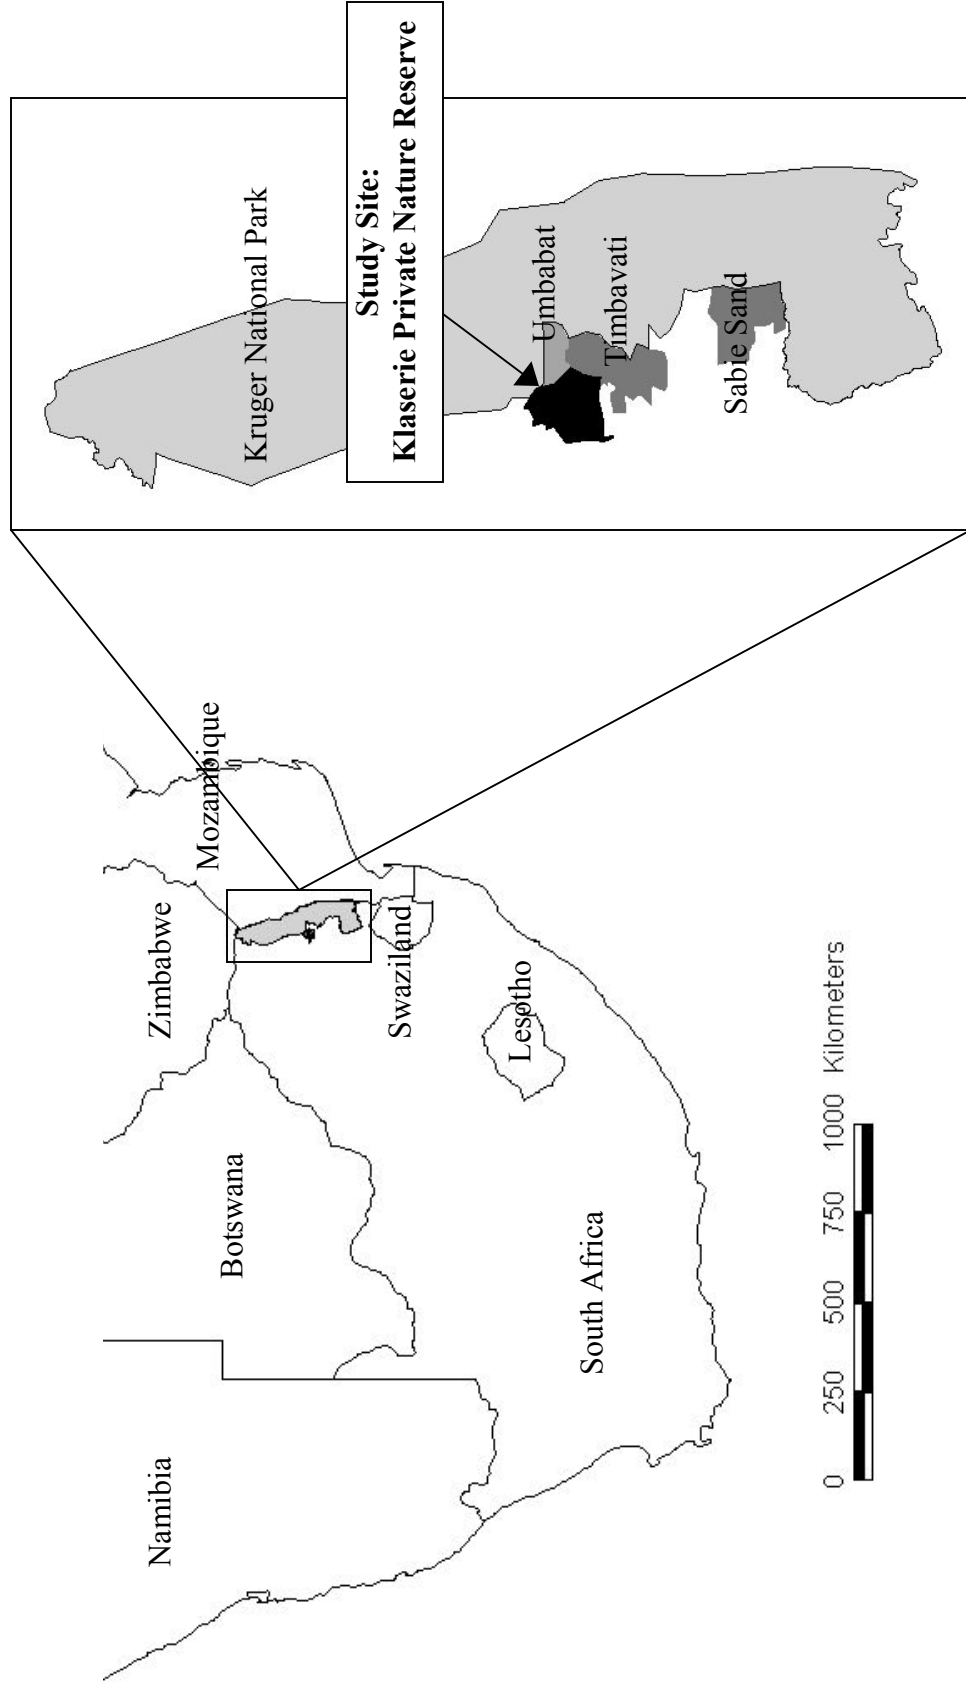 Kruger National Park
Study Site:
Klaserie Private Nature Reserve
Umbabat
Timbavati
Sabie Sand
Mozambique
Zimbabwe
Swaziland
Lesotho
Botswana
South Africa
Namibia
0 250 500 750 1000 Kilometers